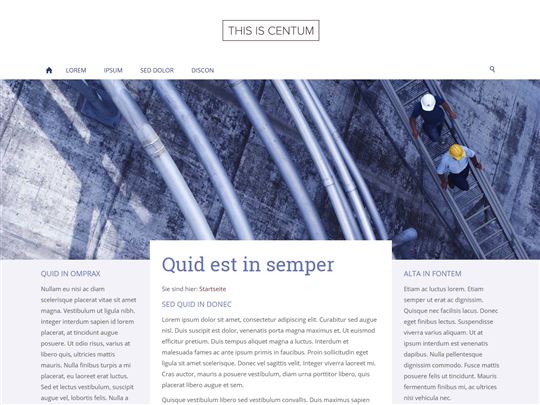 THIS IS CENTUM
LOREM IPSUM SED DOLOR DISCON
QUID IN OMPRAX
Nullam eu nisi ac diam
scelerisque placerat vitae sit amet
magna. Vestibulum ut ligula nibh.
Integer interdum sapien id lorem
placerat, at tincidunt augue
posuere. Ut odio risus, varius at
libero quis, ultricies mattis
mauris. Nulla finibus turpis a mi
placerat, eu hendrerit erat luctus.
Sed et lectus vestibulum, suscipit
augue vel, lobortis libero. Nulla a
Quid est in semper
Sie sind hier: Startseite
SED QUID IN DONEC
Lorem ipsum dolor sit amet, consectetur adipiscing elit. Curabitur sed augue
nisl. Duis suscipit est dolor, venenatis porta magna maximus et. Ut euismod
efficitur pretium. Duis tempus aliquet magna a luctus. Interdum et
malesuada fames ac ante ipsum primis in faucibus. Proin sollicitudin eget
ligula sit amet scelerisque. Donec vel sagittis velit. Integer laoreet mi mi.
Cras auctor, mauris a posuere vestibulum, diam urna porttitor libero, quis
placerat libero augue et sem.
Quisque vestibulum libero sed vestibulum convallis. Duis maximus sapien
ALTA IN FONTEM
Etiam ac luctus lorem. Etiam
semper ut erat ac dignissim.
Quisque nec facilisis lacus. Donec
eget finibus lectus. Suspendisse
viverra varius aliquam. Ut at
ipsum interdum est venenatis
dapibus. Nullam pellentesque
dignissim commodo. Fusce mattis
posuere felis ut tincidunt. Mauris
fermentum finibus mi, ac ultrices
nisi vehicula nec.